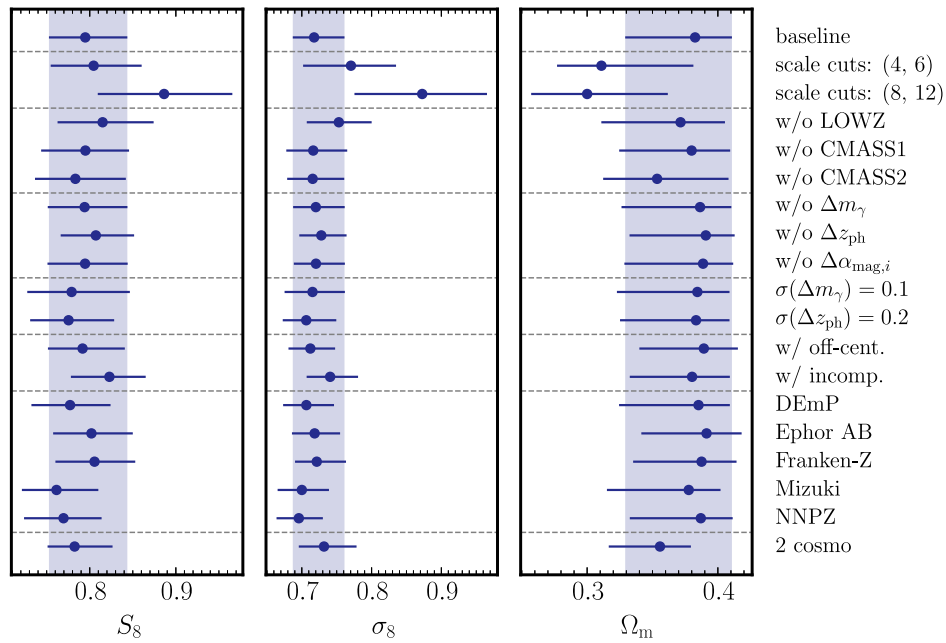 baseline
scale cuts: (4, 6)
scale cuts: (8, 12)
w/o LOWZ
w/o CMASS1
w/o CMASS2
w/o Δm_γ
w/o Δz_ph
w/o Δα_mag,i
σ(Δm_γ) = 0.1
σ(Δz_ph) = 0.2
w/ off-cent.
w/ incomp.
DEmP
Ephor AB
Franken-Z
Mizuki
NNPZ
2 cosmo
0.8 0.9 0.7 0.8 0.9 0.3 0.4
S_8 σ_8 Ω_m